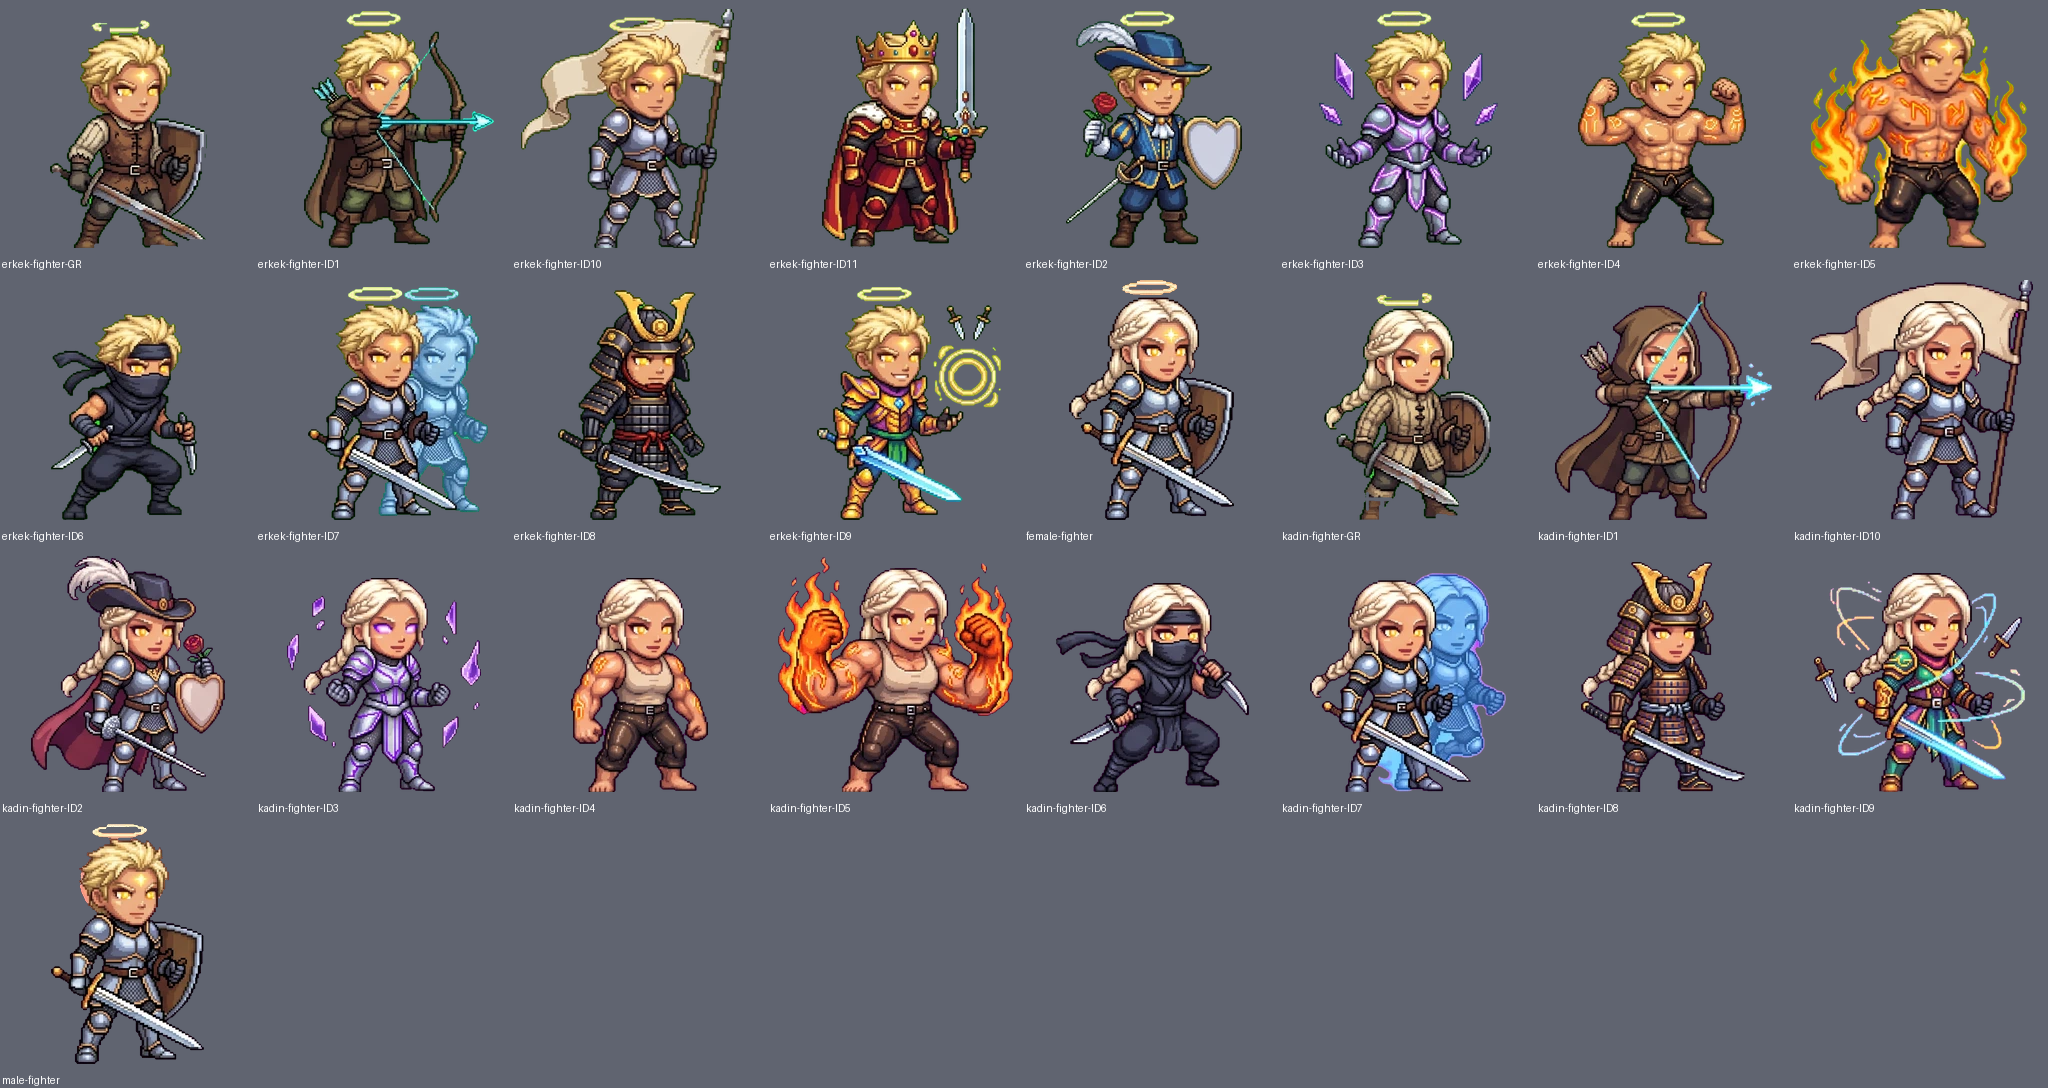 erkek-fighter-GR
erkek-fighter-ID1
erkek-fighter-ID10
erkek-fighter-ID11
erkek-fighter-ID2
erkek-fighter-ID3
erkek-fighter-ID4
erkek-fighter-ID5
erkek-fighter-ID6
erkek-fighter-ID7
erkek-fighter-ID8
erkek-fighter-ID9
female-fighter
kadin-fighter-GR
kadin-fighter-ID1
kadin-fighter-ID10
kadin-fighter-ID2
kadin-fighter-ID3
kadin-fighter-ID4
kadin-fighter-ID5
kadin-fighter-ID6
kadin-fighter-ID7
kadin-fighter-ID8
kadin-fighter-ID9
male-fighter